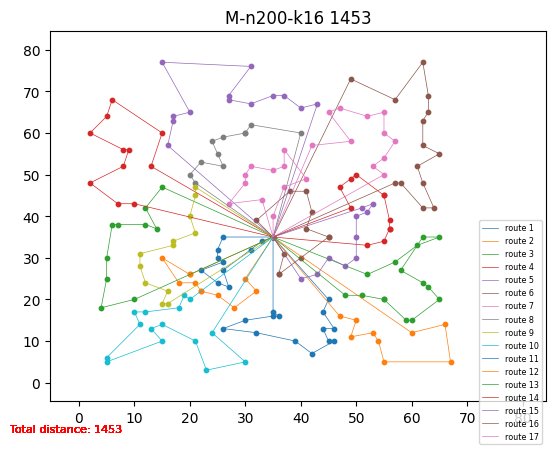 M-n200-k16 1453
80
70
60
50
40
30
20
10
0
0 10 20 30 40 50 60 70 80
route 1
route 2
route 3
route 4
route 5
route 6
route 7
route 8
route 9
route 10
route 11
route 12
route 13
route 14
route 15
route 16
route 17
Total distance: 1453